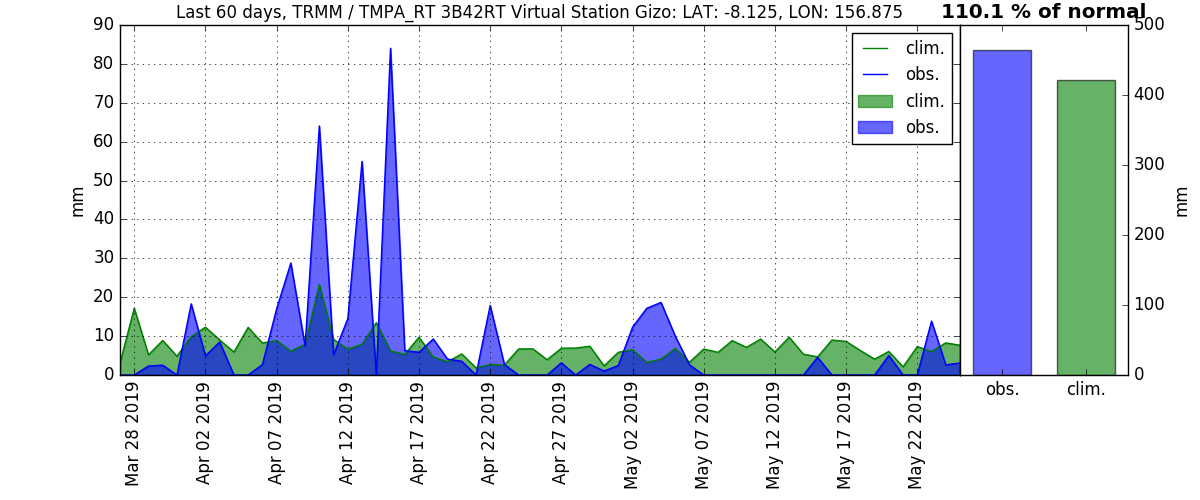 Last 60 days, TRMM / TMPA_RT 3B42RT Virtual Station Gizo: LAT: -8.125, LON: 156.875
110.1 % of normal
90
80
70
60
50
40
30
20
10
0
mm
clim.
obs.
clim.
obs.
Mar 28 2019
Apr 02 2019
Apr 07 2019
Apr 12 2019
Apr 17 2019
Apr 22 2019
Apr 27 2019
May 02 2019
May 07 2019
May 12 2019
May 17 2019
May 22 2019
500
400
300
200
100
0
mm
obs.
clim.